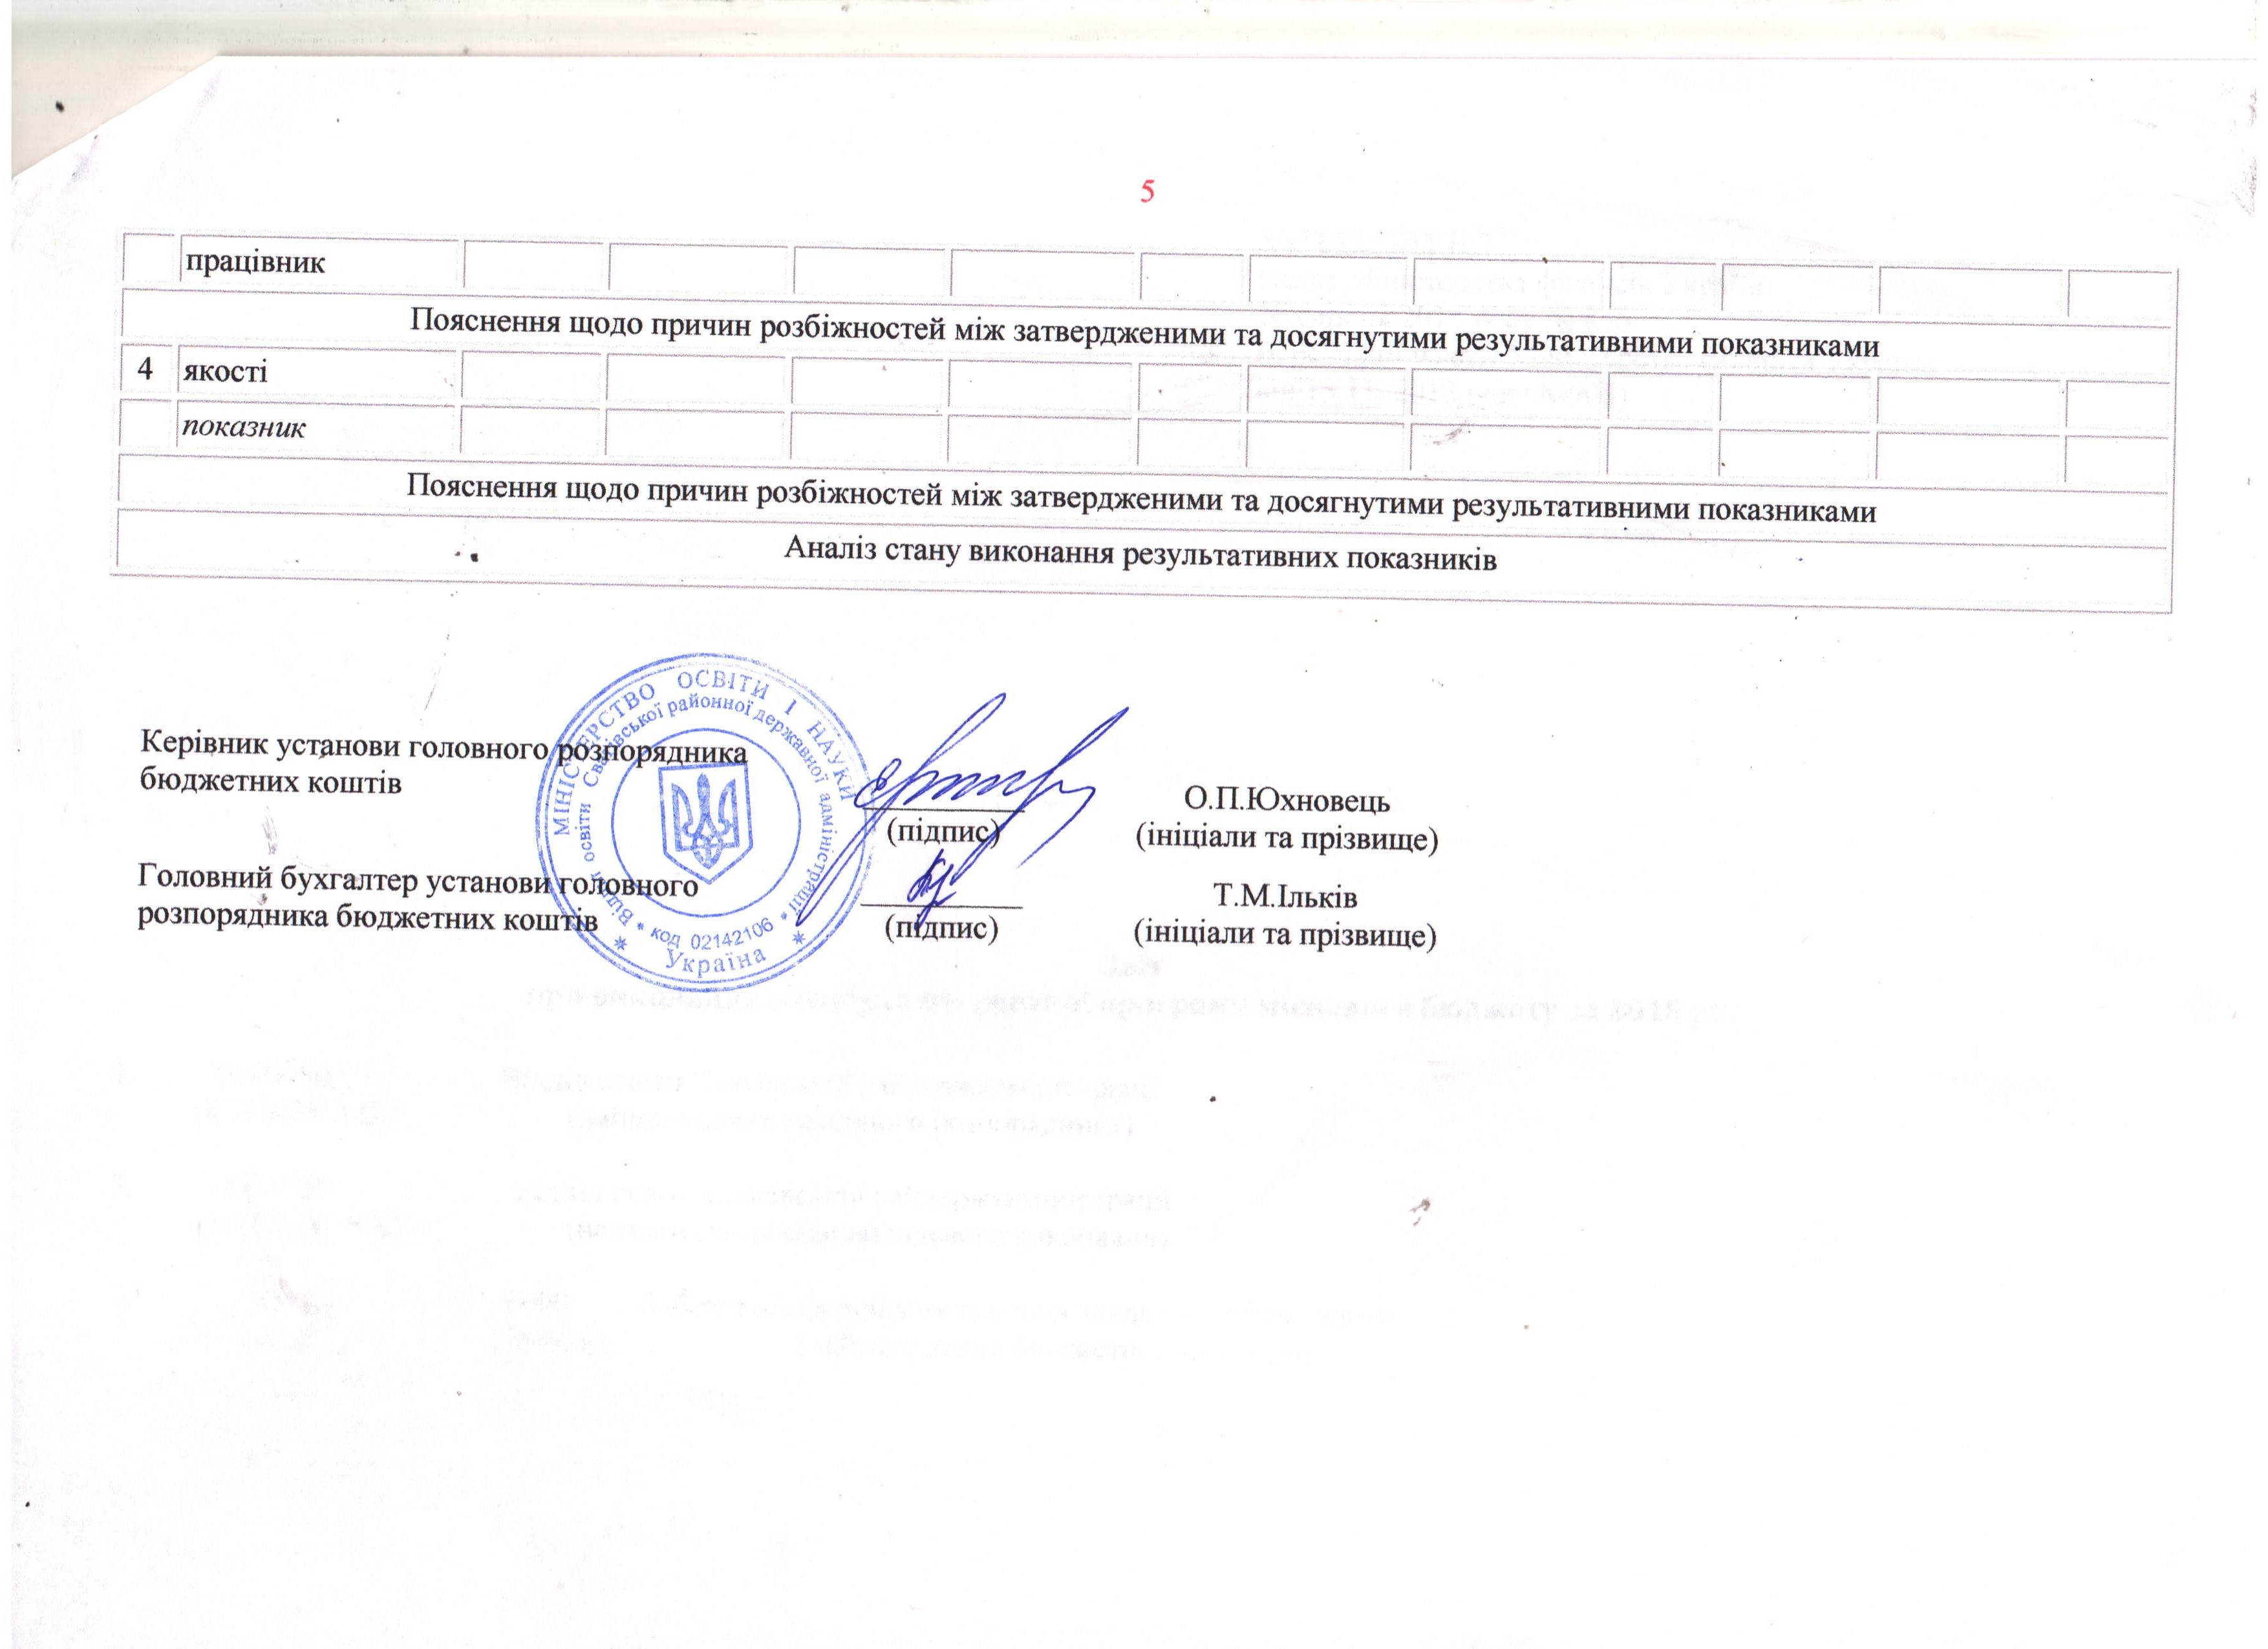 5
працівник
Пояснення щодо причин розбіжностей між затвердженими та досягнутими результативними показниками
4 якості
показник
Пояснення щодо причин розбіжностей між затвердженими та досягнутими результативними показниками
Аналіз стану виконання результативних показників
Керівник установи головного розпорядника
бюджетних коштів
О.П.Юхновець
(підпис) (ініціали та прізвище)
Головний бухгалтер установи головного
розпорядника бюджетних коштів
Т.М.Ільків
(підпис) (ініціали та прізвище)
МІНІСТЕРСТВО ОСВІТИ І НАУКИ
Україна
Відділ освіти Сватівської районної державної адміністрації
* код 02142106 *